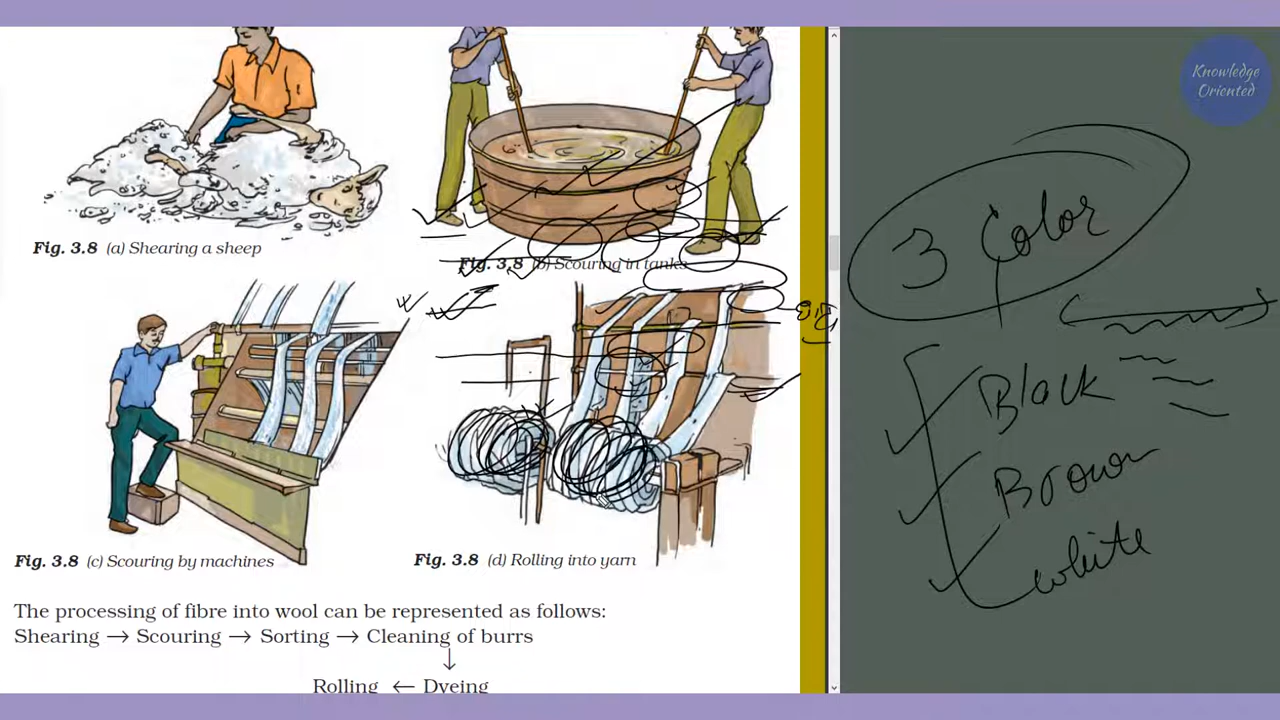 Knowledge
Oriented
Fig. 3.8 (a) Shearing a sheep
Fig. 3.8 (b) Scouring in tanks
Fig. 3.8 (c) Scouring by machines
Fig. 3.8 (d) Rolling into yarn
The processing of fibre into wool can be represented as follows:
Shearing → Scouring → Sorting → Cleaning of burrs
↓
Rolling ← Dyeing
3 Color
Black
Brown
white